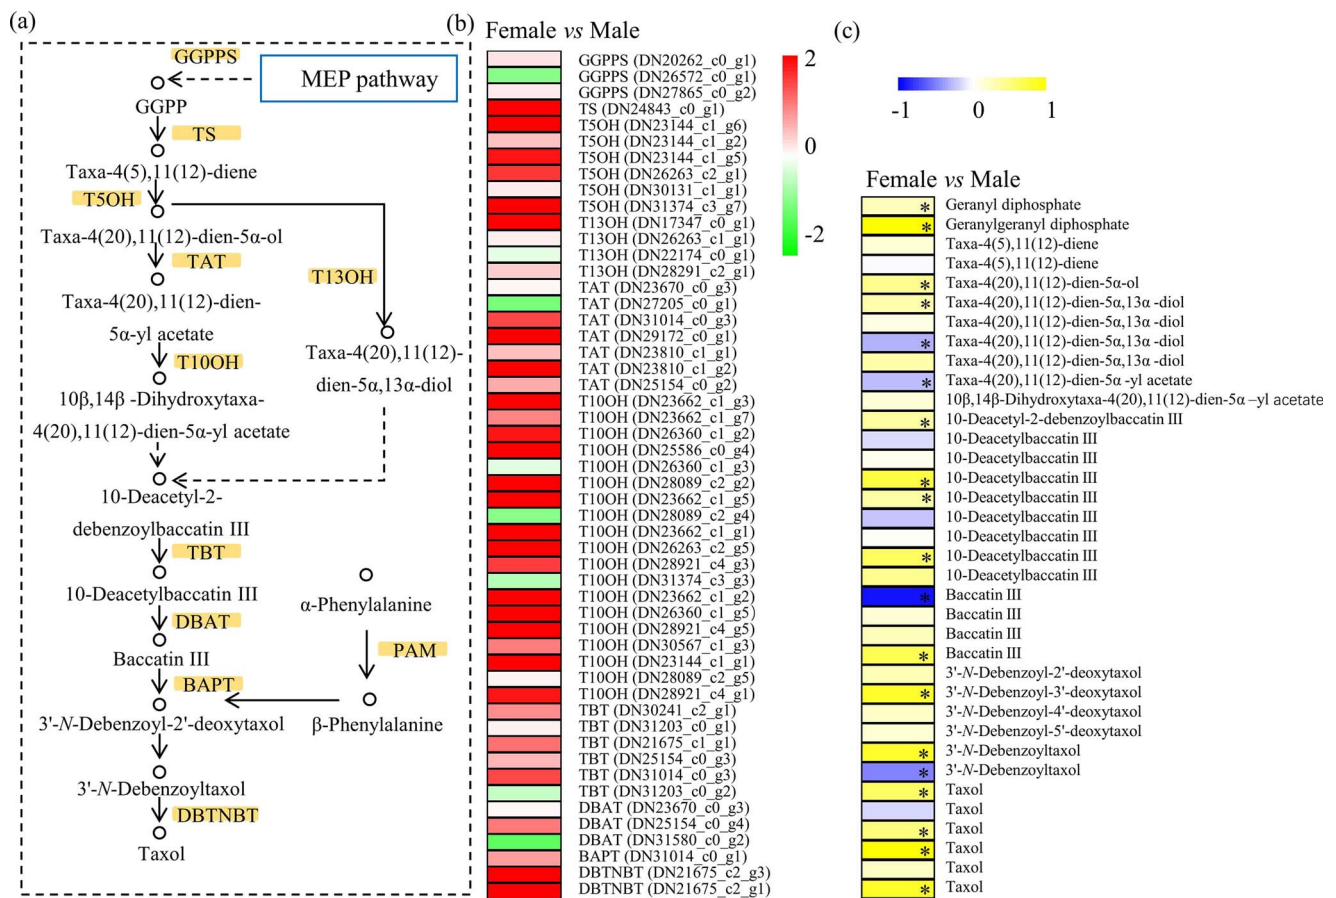 (a)
GGPPS
MEP pathway
GGPP
TS
Taxa-4(5),11(12)-diene
T5OH
Taxa-4(20),11(12)-dien-5α-ol
TAT
T13OH
Taxa-4(20),11(12)-dien-
5α-yl acetate
T10OH
Taxa-4(20),11(12)-
dien-5α,13α-diol
10β,14β -Dihydroxytaxa-
4(20),11(12)-dien-5α-yl acetate
10-Deacetyl-2-
debenzoylbaccatin III
TBT
10-Deacetylbaccatin III
α-Phenylalanine
DBAT
PAM
Baccatin III
BAPT
3'-N-Debenzoyl-2'-deoxytaxol
β-Phenylalanine
3'-N-Debenzoyltaxol
DBTNBT
Taxol
(b)
Female vs Male
2
0
-2
GGPPS (DN20262_c0_g1)
GGPPS (DN26572_c0_g1)
GGPPS (DN27865_c0_g2)
TS (DN24843_c0_g1)
T5OH (DN23144_c1_g6)
T5OH (DN23144_c1_g2)
T5OH (DN23144_c1_g5)
T5OH (DN26263_c2_g1)
T5OH (DN30131_c1_g1)
T5OH (DN31374_c3_g7)
T13OH (DN17347_c0_g1)
T13OH (DN26263_c1_g1)
T13OH (DN22174_c0_g1)
T13OH (DN28291_c2_g1)
TAT (DN23670_c0_g3)
TAT (DN27205_c0_g1)
TAT (DN31014_c0_g3)
TAT (DN29172_c0_g1)
TAT (DN23810_c1_g1)
TAT (DN23810_c1_g2)
TAT (DN25154_c0_g2)
T10OH (DN23662_c1_g3)
T10OH (DN23662_c1_g7)
T10OH (DN26360_c1_g2)
T10OH (DN25586_c0_g4)
T10OH (DN26360_c1_g3)
T10OH (DN28089_c2_g2)
T10OH (DN23662_c1_g5)
T10OH (DN28089_c2_g4)
T10OH (DN23662_c1_g1)
T10OH (DN26263_c2_g5)
T10OH (DN28921_c4_g3)
T10OH (DN31374_c3_g3)
T10OH (DN23662_c1_g2)
T10OH (DN26360_c1_g5)
T10OH (DN28921_c4_g5)
T10OH (DN30567_c1_g3)
T10OH (DN23144_c1_g1)
T10OH (DN28089_c2_g5)
T10OH (DN28921_c4_g1)
TBT (DN30241_c2_g1)
TBT (DN31203_c0_g1)
TBT (DN21675_c1_g1)
TBT (DN25154_c0_g3)
TBT (DN31014_c0_g3)
TBT (DN31203_c0_g2)
DBAT (DN23670_c0_g3)
DBAT (DN25154_c0_g4)
DBAT (DN31580_c0_g2)
BAPT (DN31014_c0_g1)
DBTNBT (DN21675_c2_g3)
DBTNBT (DN21675_c2_g1)
(c)
-1 0 1
Female vs Male
* Geranyl diphosphate
* Geranylgeranyl diphosphate
Taxa-4(5),11(12)-diene
Taxa-4(5),11(12)-diene
* Taxa-4(20),11(12)-dien-5α-ol
* Taxa-4(20),11(12)-dien-5α,13α -diol
Taxa-4(20),11(12)-dien-5α,13α -diol
* Taxa-4(20),11(12)-dien-5α,13α -diol
Taxa-4(20),11(12)-dien-5α,13α -diol
* Taxa-4(20),11(12)-dien-5α -yl acetate
10β,14β-Dihydroxytaxa-4(20),11(12)-dien-5α –yl acetate
* 10-Deacetyl-2-debenzoylbaccatin III
10-Deacetylbaccatin III
10-Deacetylbaccatin III
* 10-Deacetylbaccatin III
* 10-Deacetylbaccatin III
10-Deacetylbaccatin III
10-Deacetylbaccatin III
* 10-Deacetylbaccatin III
10-Deacetylbaccatin III
* Baccatin III
Baccatin III
Baccatin III
* Baccatin III
3'-N-Debenzoyl-2'-deoxytaxol
* 3'-N-Debenzoyl-3'-deoxytaxol
3'-N-Debenzoyl-4'-deoxytaxol
3'-N-Debenzoyl-5'-deoxytaxol
* 3'-N-Debenzoyltaxol
* 3'-N-Debenzoyltaxol
* Taxol
Taxol
* Taxol
* Taxol
Taxol
* Taxol